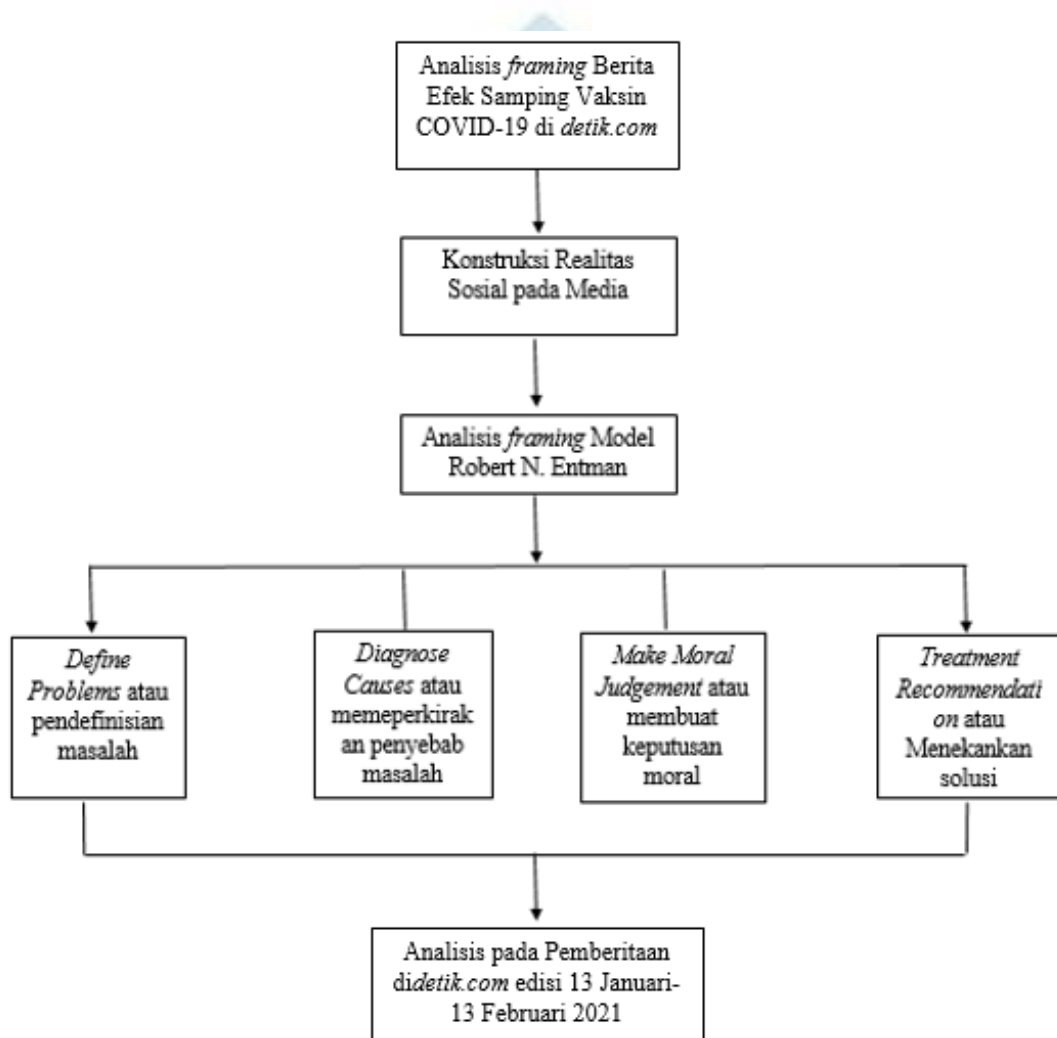 Analisis framing Berita
Efek Samping Vaksin
COVID-19 di detik.com
Konstruksi Realitas
Sosial pada Media
Analisis framing Model
Robert N. Entman
Define
Problems atau
pendefinisian
masalah
Diagnose
Causes atau
memeperkirak
an penyebab
masalah
Make Moral
Judgement atau
membuat
keputusan
moral
Treatment
Recommendati
on atau
Menekankan
solusi
Analisis pada Pemberitaan
didetik.com edisi 13 Januari-
13 Februari 2021